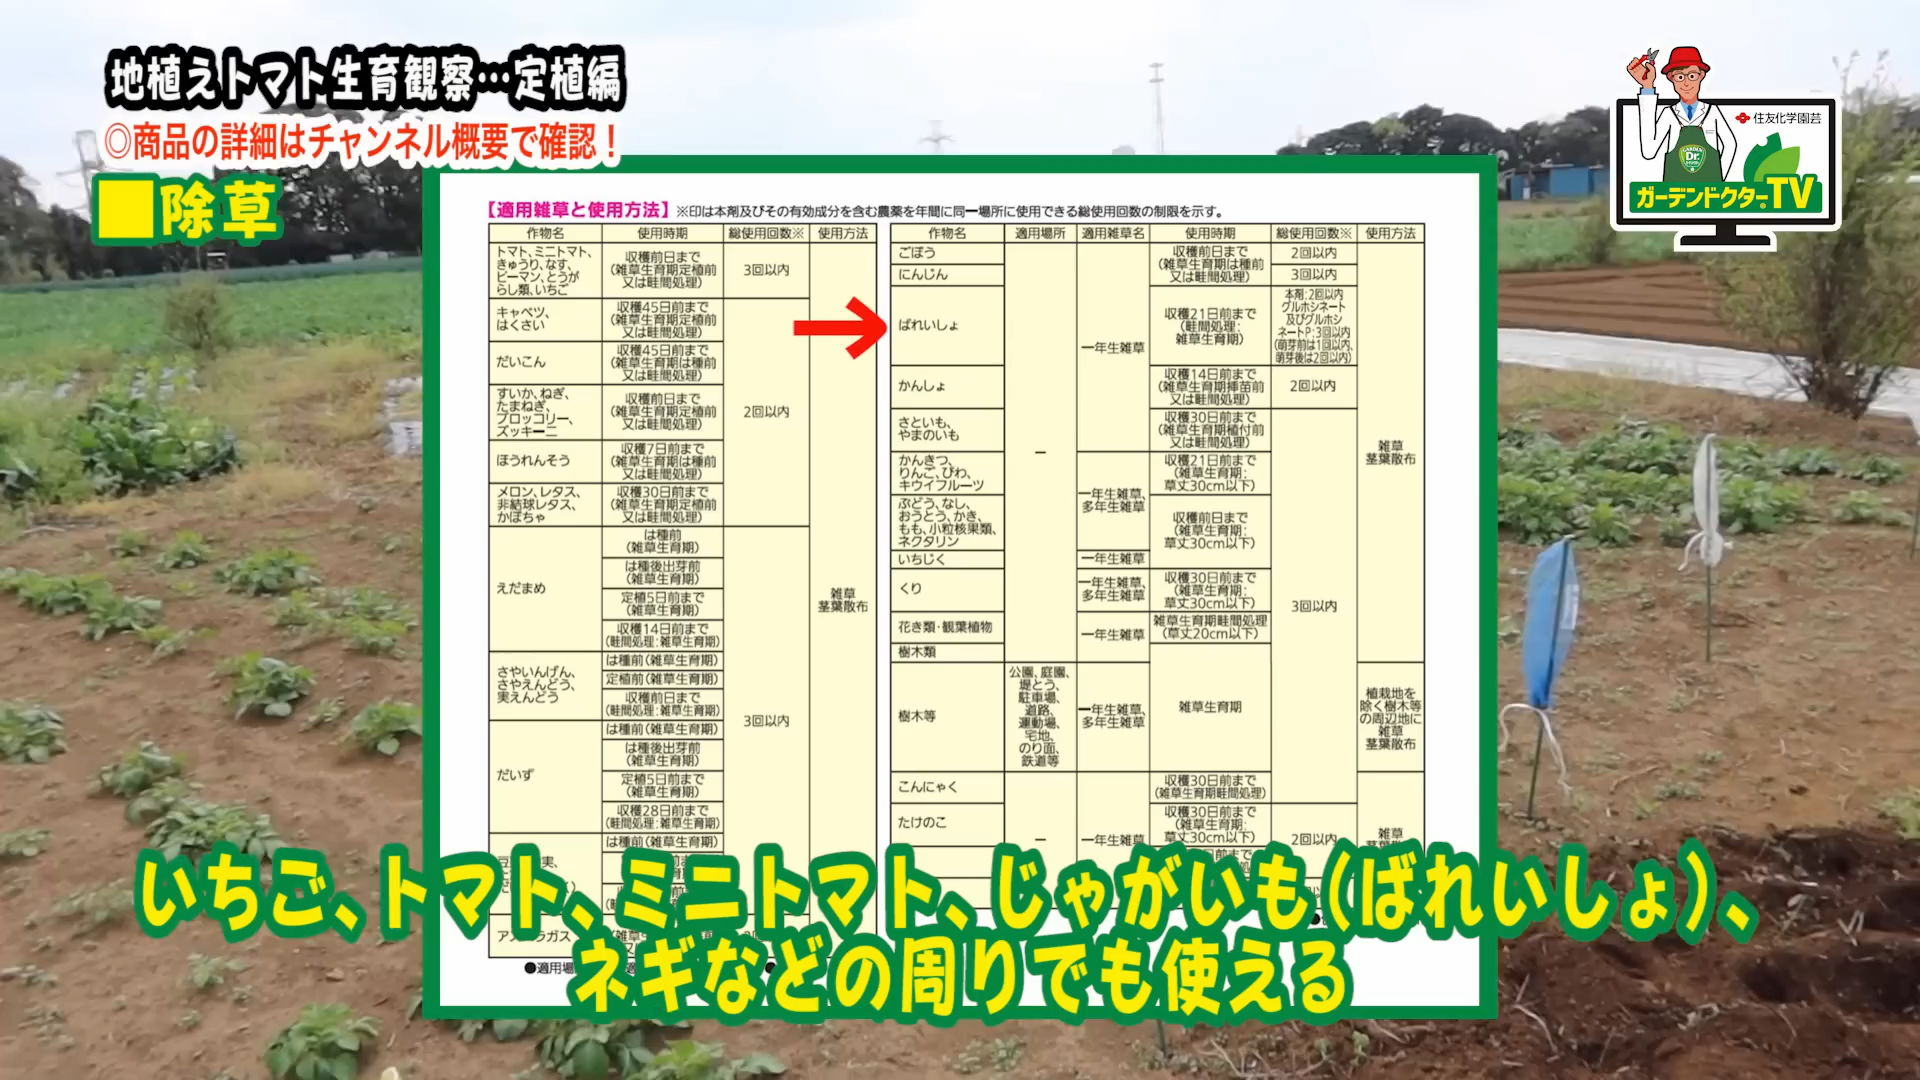 地植えトマト生育観察…定植編
◎商品の詳細はチャンネル概要で確認！
■除草
住友化学園芸
GARDEN
Dr.
ガーデンドクターTV
【適用雑草と使用方法】※印は本剤及びその有効成分を含む農薬を年間に同一場所に使用できる総使用回数の制限を示す。
作物名 使用時期 総使用回数※ 使用方法
トマト、ミニトマト、
きゅうり、なす、
ピーマン、とうが
らし類、いちご
収穫前日まで
(雑草生育期定植前
又は畦間処理)
3回以内
キャベツ、
はくさい
収穫45日前まで
(雑草生育期定植前
又は畦間処理)
だいこん
収穫45日前まで
(雑草生育期は種前
又は畦間処理)
すいか、ねぎ、
たまねぎ、
ブロッコリー、
ズッキーニ
収穫前日まで
(雑草生育期定植前
又は畦間処理)
2回以内
ほうれんそう
収穫7日前まで
(雑草生育期は種前
又は畦間処理)
メロン、レタス、
非結球レタス、
かぼちゃ
収穫30日前まで
(雑草生育期定植前
又は畦間処理)
えだまめ
は種前
(雑草生育期)
は種後出芽前
(雑草生育期)
定植5日前まで
(雑草生育期)
収穫14日前まで
(畦間処理:雑草生育期)
雑草
茎葉散布
さやいんげん、
さやえんどう、
実えんどう
は種前(雑草生育期)
定植前(雑草生育期)
収穫前日まで
(畦間処理:雑草生育期)
3回以内
だいず
は種前(雑草生育期)
は種後出芽前
(雑草生育期)
定植5日前まで
(雑草生育期)
収穫28日前まで
(畦間処理:雑草生育期)
は種前(雑草生育期)
作物名 適用場所 適用雑草名 使用時期 総使用回数※ 使用方法
ごぼう
にんじん
収穫前日まで
(雑草生育期は種前
又は畦間処理)
2回以内
3回以内
ばれいしょ
収穫21日前まで
(畦間処理:
雑草生育期)
本剤:2回以内
グルホシネート
及びグルホシ
ネートP:3回以内
(萌芽前は1回以内、
萌芽後は2回以内)
一年生雑草
かんしょ
収穫14日前まで
(雑草生育期挿苗前
又は畦間処理)
2回以内
さといも、
やまのいも
収穫30日前まで
(雑草生育期植付前
又は畦間処理)
－
雑草
茎葉散布
かんきつ、
りんご、びわ、
キウイフルーツ
収穫21日前まで
(雑草生育期:
草丈30cm以下)
一年生雑草、
多年生雑草
ぶどう、なし、
おうとう、かき、
もも、小粒核果類、
ネクタリン
収穫前日まで
(雑草生育期:
草丈30cm以下)
いちじく
一年生雑草
くり
一年生雑草、
多年生雑草
収穫30日前まで
(雑草生育期:
草丈30cm以下)
3回以内
花き類・観葉植物
一年生雑草
雑草生育期畦間処理
(草丈20cm以下)
樹木類
樹木等
公園、庭園、
堤とう、
駐車場、
道路、
運動場、
宅地、
のり面、
鉄道等
一年生雑草、
多年生雑草
雑草生育期
植栽地を
除く樹木等
の周辺地に
雑草
茎葉散布
こんにゃく
収穫30日前まで
(雑草生育期畦間処理)
たけのこ
－
一年生雑草
収穫30日前まで
(雑草生育期:
草丈30cm以下)
2回以内
雑草
いちご、トマト、ミニトマト、じゃがいも（ばれいしょ）、
ネギなどの周りでも使える